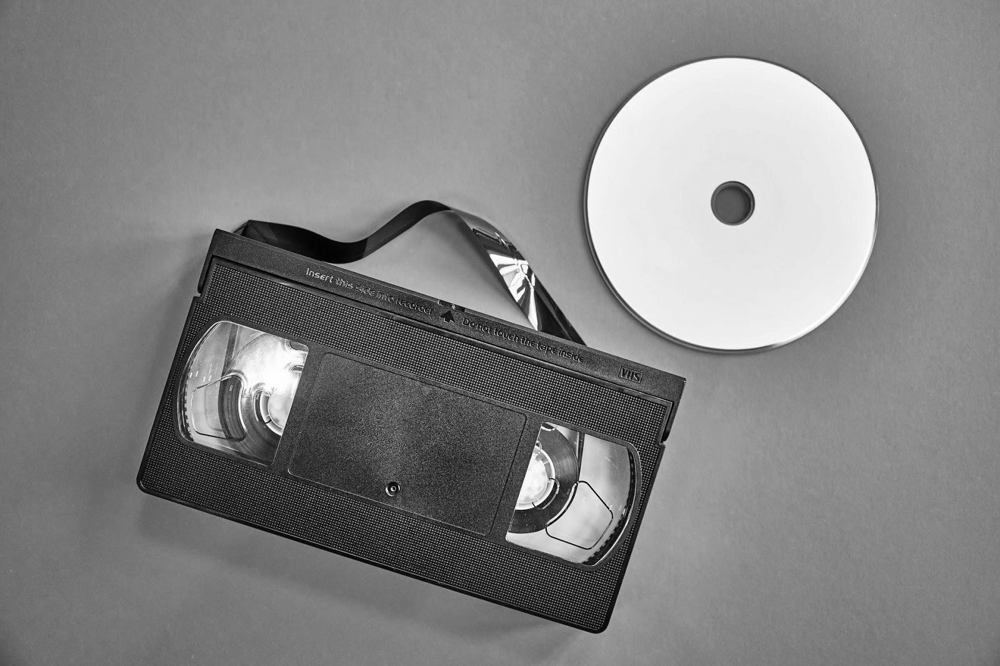 Insert this side into recorder
Do not touch the tape inside
VHS